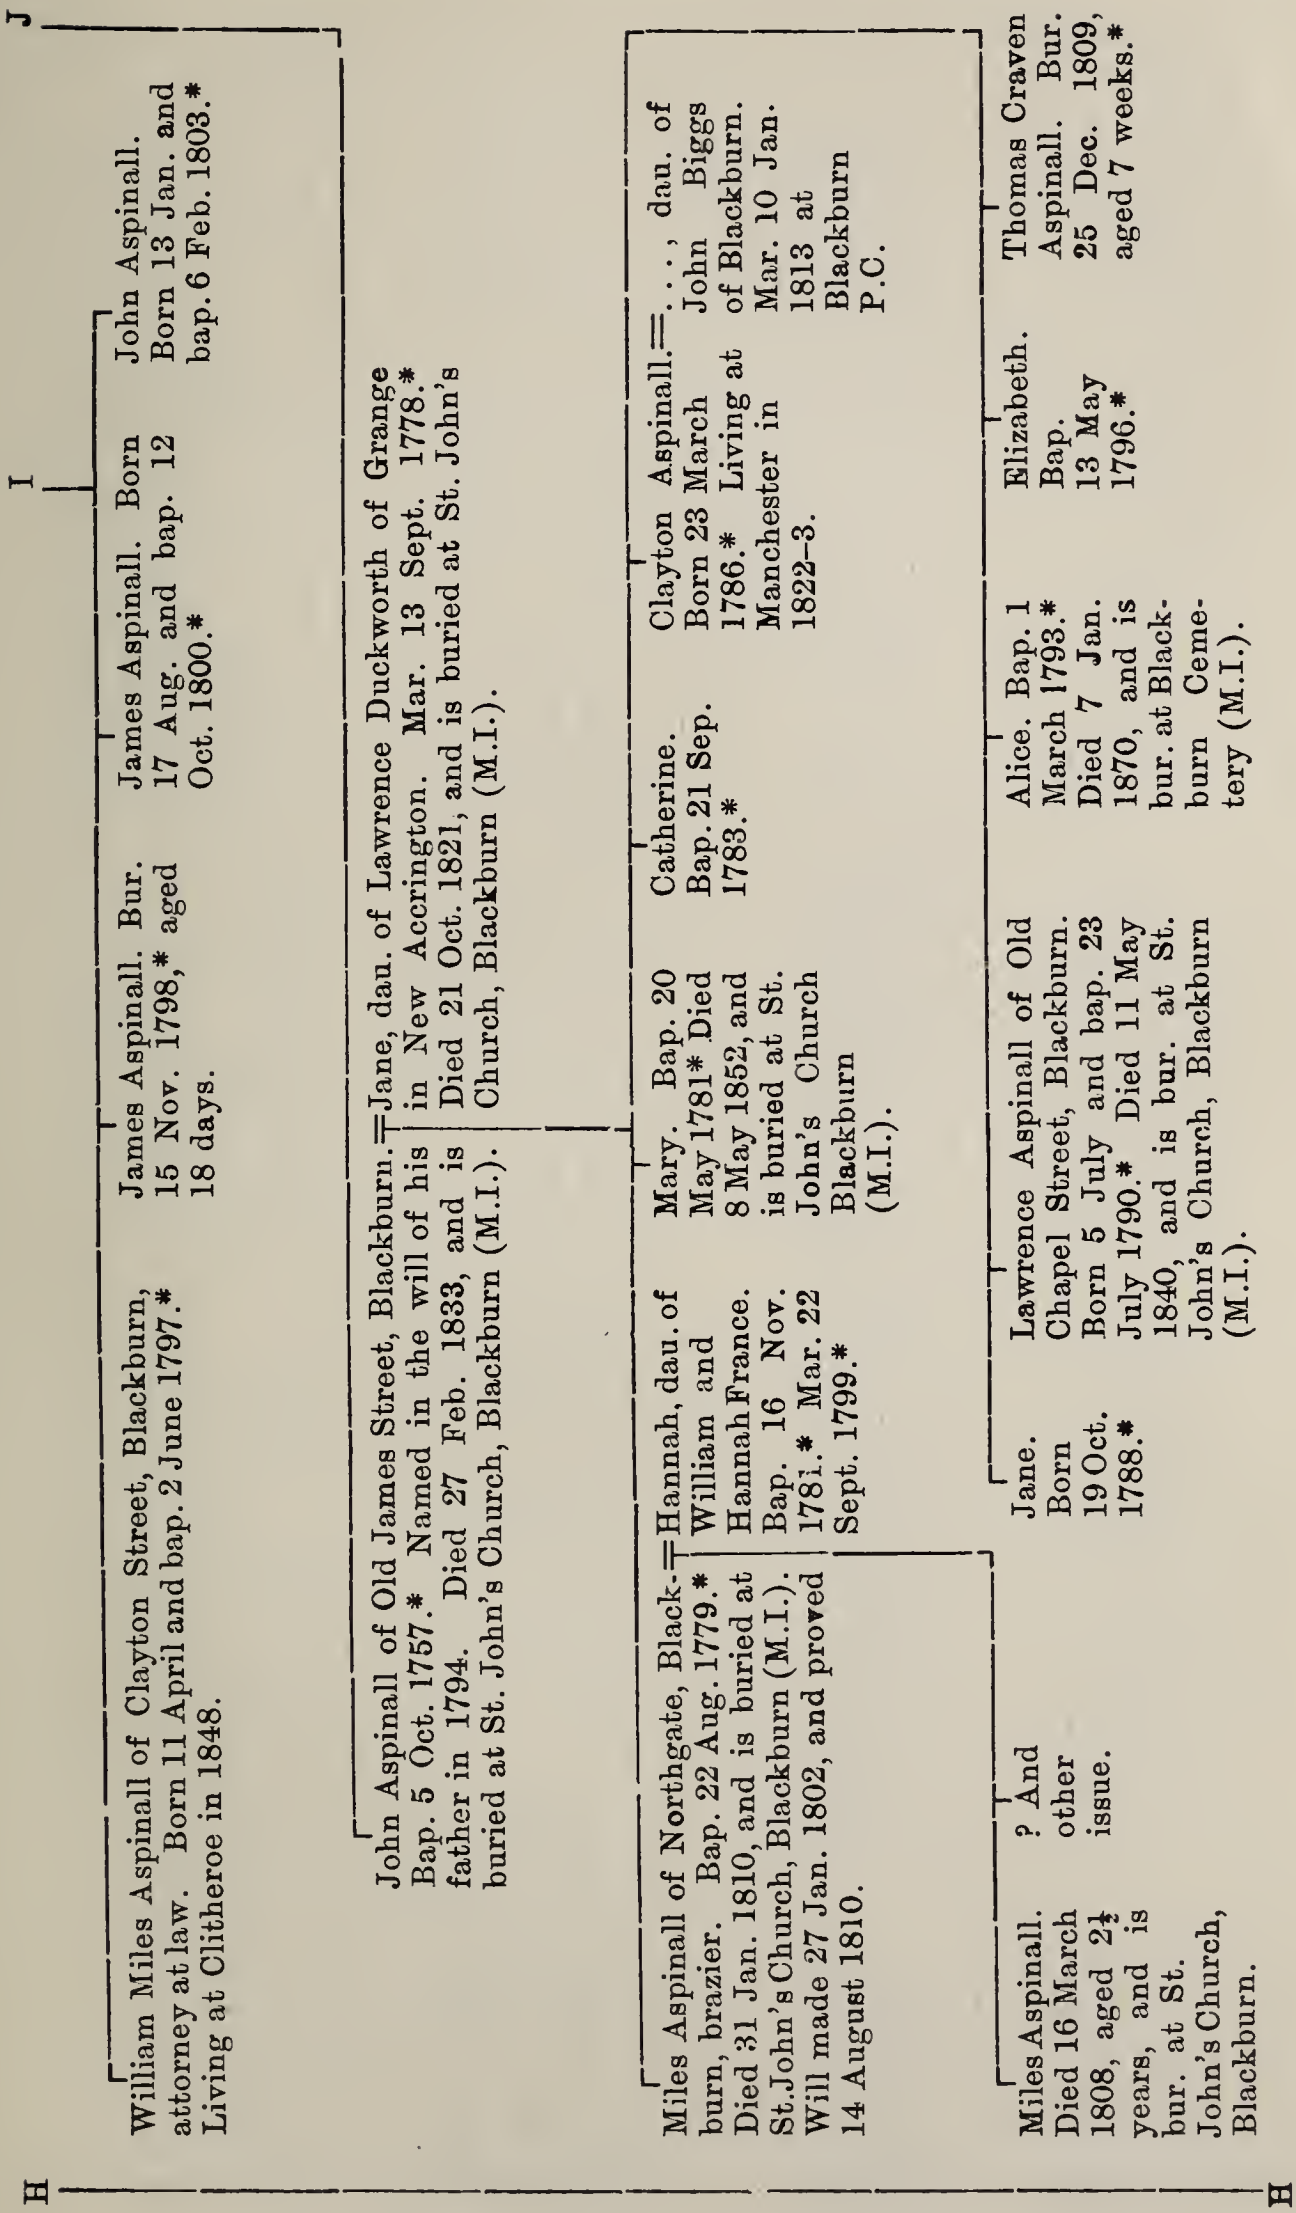 H
I
J
William Miles Aspinall of Clayton Street, Blackburn,
attorney at law. Born 11 April and bap. 2 June 1797.*
Living at Clitheroe in 1848.
James Aspinall. Bur.
15 Nov. 1798,* aged
18 days.
James Aspinall. Born
17 Aug. and bap. 12
Oct. 1800.*
John Aspinall.
Born 13 Jan. and
bap. 6 Feb. 1803.*
John Aspinall of Old James Street, Blackburn.=
Bap. 5 Oct. 1757.* Named in the will of his
father in 1794. Died 27 Feb. 1833, and is
buried at St. John's Church, Blackburn (M.I.).
Jane, dau. of Lawrence Duckworth of Grange
in New Accrington. Mar. 13 Sept. 1778.*
Died 21 Oct. 1821, and is buried at St. John's
Church, Blackburn (M.I.).
Miles Aspinall of Northgate, Black-=
burn, brazier. Bap. 22 Aug. 1779.*
Died 31 Jan. 1810, and is buried at
St. John's Church, Blackburn (M.I.).
Will made 27 Jan. 1802, and proved
14 August 1810.
Hannah, dau. of
William and
Hannah France.
Bap. 16 Nov.
1781.* Mar. 22
Sept. 1799.*
Mary. Bap. 20
May 1781* Died
8 May 1852, and
is buried at St.
John's Church
Blackburn
(M.I.).
Catherine.
Bap. 21 Sep.
1783.*
Clayton Aspinall.=
Born 23 March
1786.* Living at
Manchester in
1822–3.
...., dau. of
John Biggs
of Blackburn.
Mar. 10 Jan.
1813 at
Blackburn
P.C.
Miles Aspinall.
Died 16 March
1808, aged 2½
years, and is
bur. at St.
John's Church,
Blackburn.
? And
other
issue.
Jane.
Born
19 Oct.
1788.*
Lawrence Aspinall of Old
Chapel Street, Blackburn.
Born 5 July and bap. 23
July 1790.* Died 11 May
1840, and is bur. at St.
John's Church, Blackburn
(M.I.).
Alice. Bap. 1
March 1793.*
Died 7 Jan.
1870, and is
bur. at Black-
burn Ceme-
tery (M.I.).
Elizabeth.
Bap.
13 May
1796.*
Thomas Craven
Aspinall. Bur.
25 Dec. 1809,
aged 7 weeks.*
H